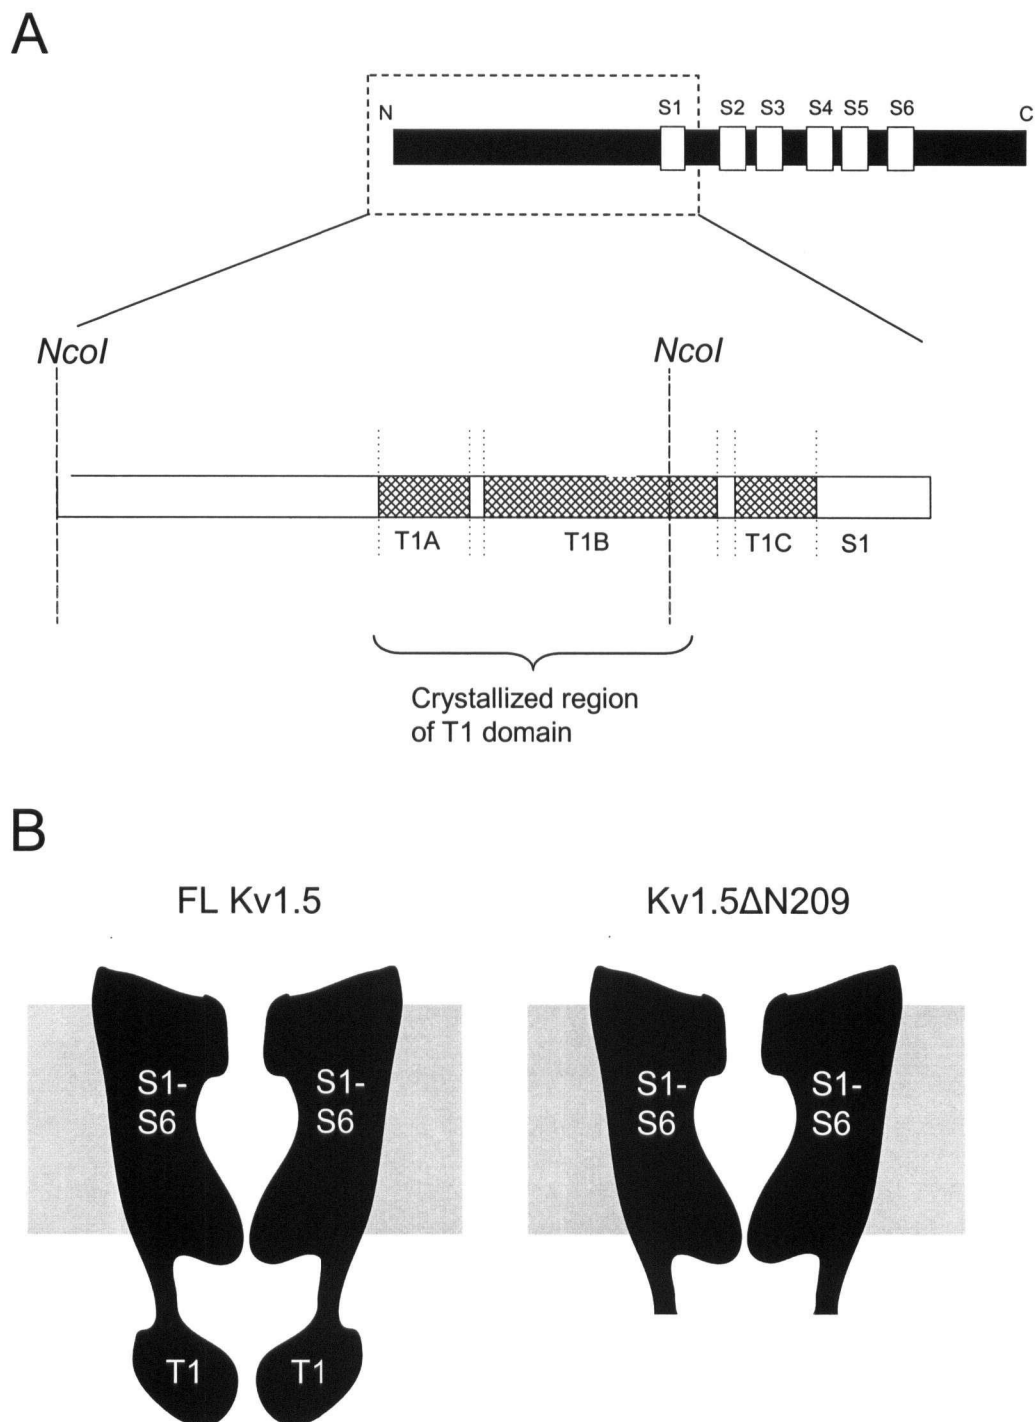 A
N S1 S2 S3 S4 S5 S6 C
NcoI NcoI
T1A T1B T1C S1
Crystallized region
of T1 domain
B
FL Kv1.5 Kv1.5ΔN209
S1- S1- S1- S1-
S6 S6 S6 S6
T1 T1